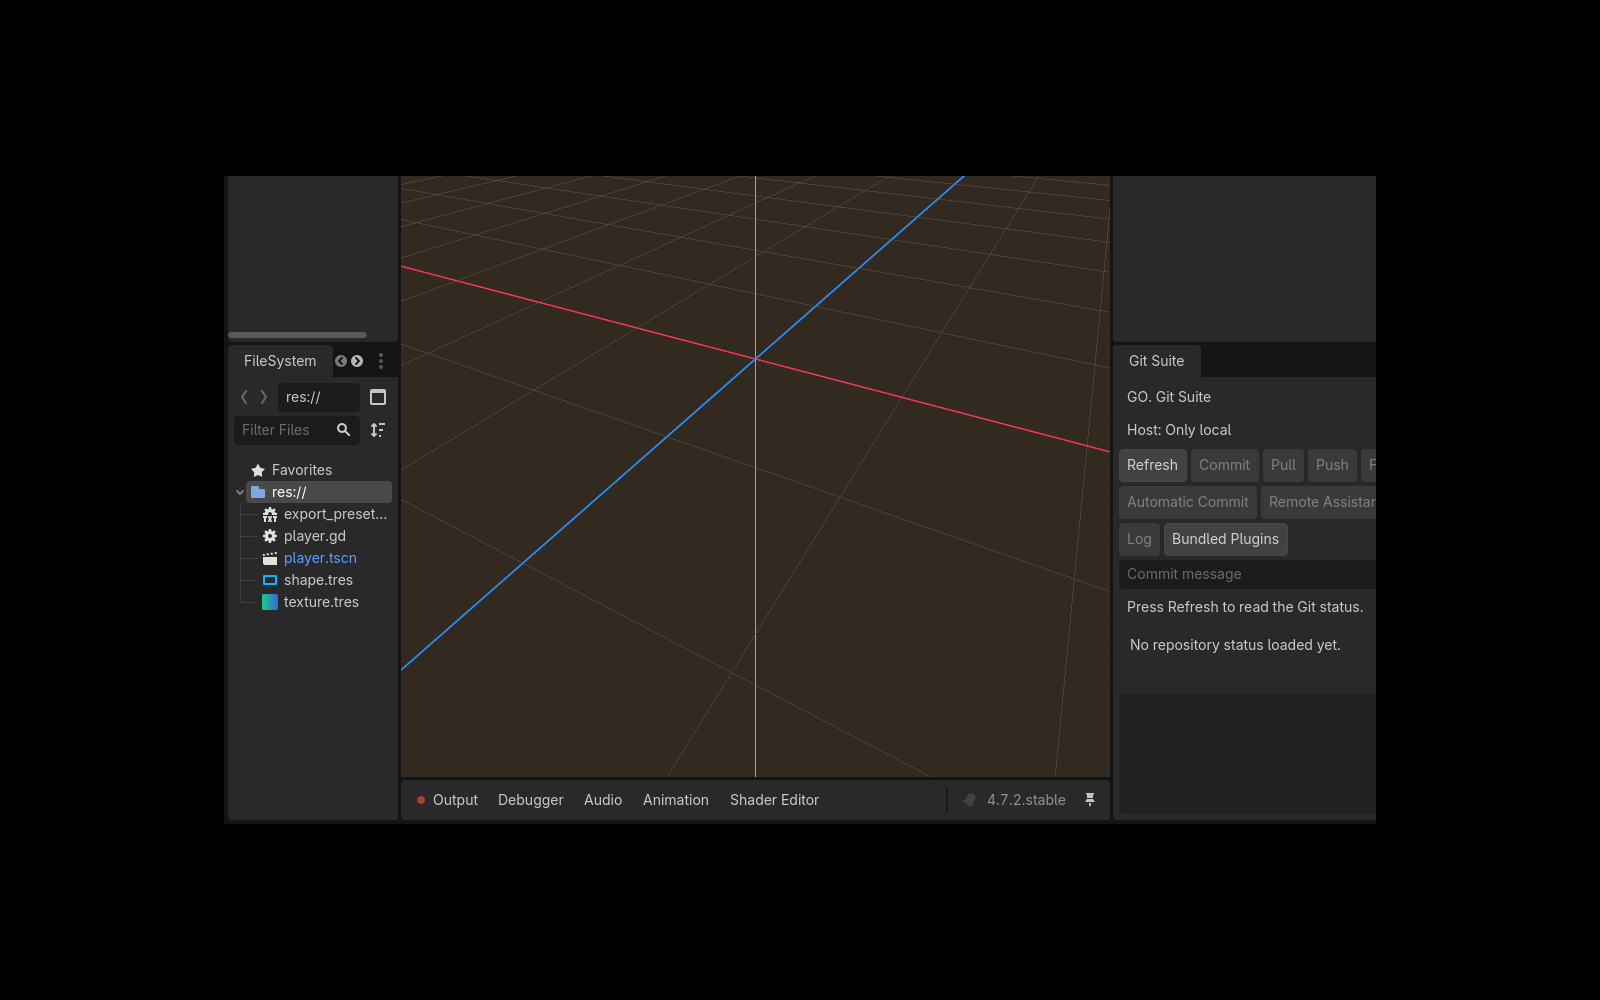 FileSystem
res://
Filter Files
Favorites
res://
export_preset...
player.gd
player.tscn
shape.tres
texture.tres
Output Debugger Audio Animation Shader Editor 4.7.2.stable
Git Suite
GO. Git Suite
Host: Only local
Refresh Commit Pull Push F
Automatic Commit Remote Assistan
Log Bundled Plugins
Commit message
Press Refresh to read the Git status.
No repository status loaded yet.